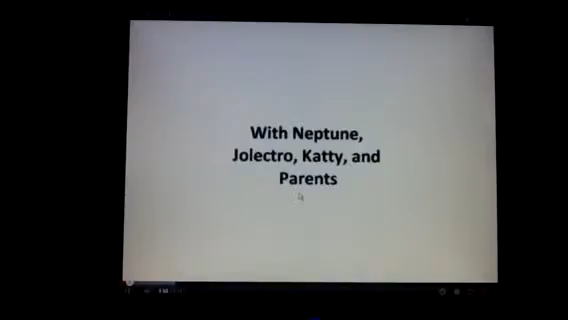 With Neptune,
Jolectro, Katty, and
Parents